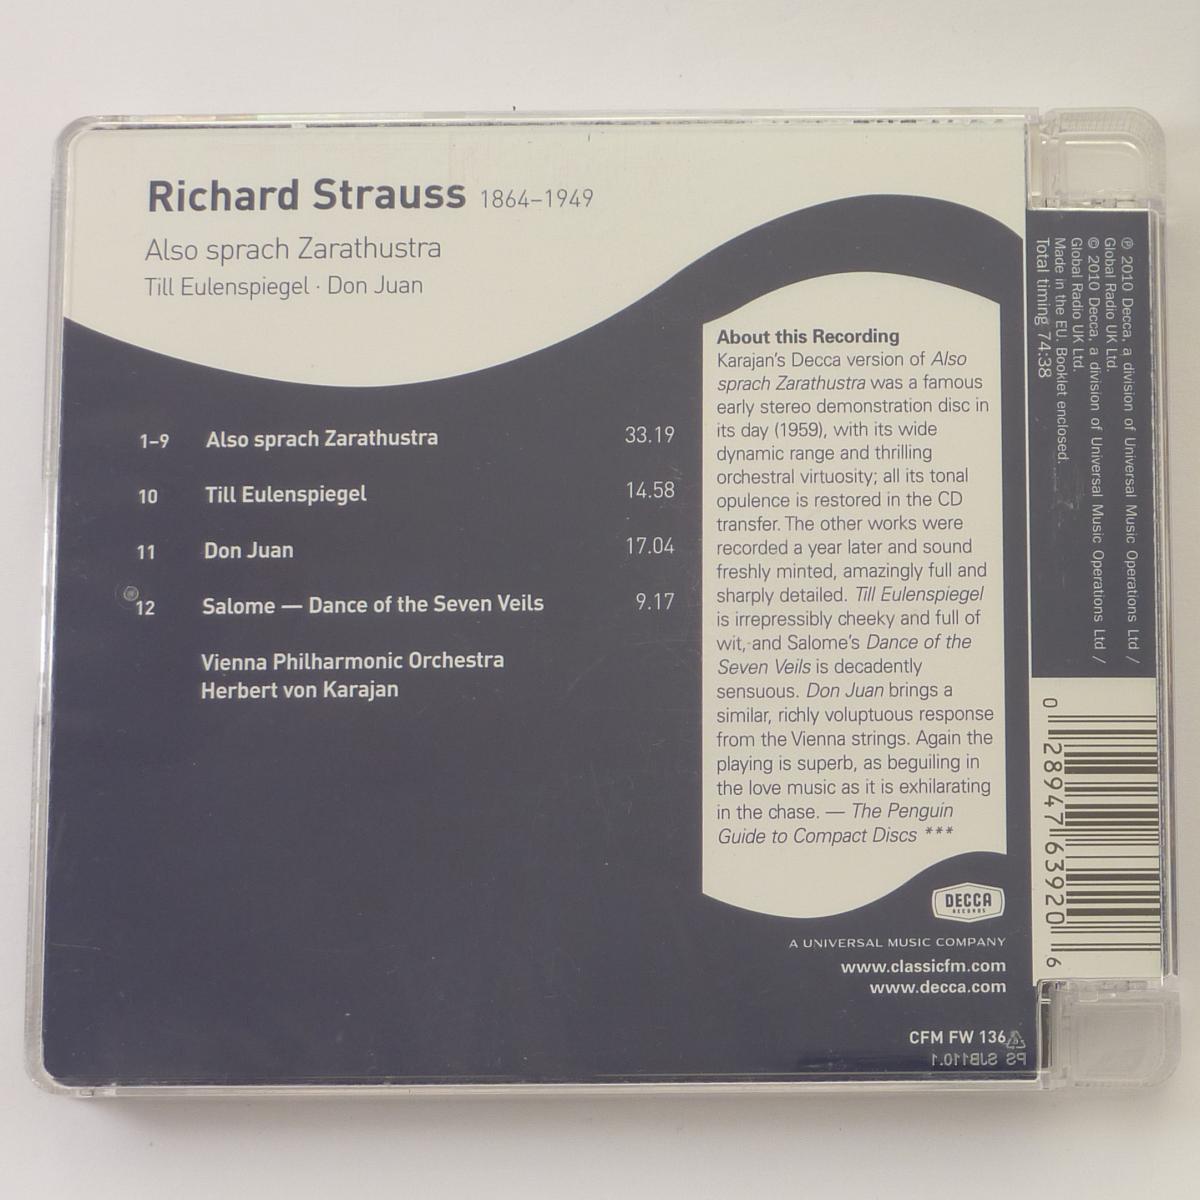 Richard Strauss 1864–1949
Also sprach Zarathustra
Till Eulenspiegel · Don Juan
1–9 Also sprach Zarathustra 33.19
10 Till Eulenspiegel 14.58
11 Don Juan 17.04
12 Salome — Dance of the Seven Veils 9.17
Vienna Philharmonic Orchestra
Herbert von Karajan
About this Recording
Karajan's Decca version of Also
sprach Zarathustra was a famous
early stereo demonstration disc in
its day (1959), with its wide
dynamic range and thrilling
orchestral virtuosity; all its tonal
opulence is restored in the CD
transfer. The other works were
recorded a year later and sound
freshly minted, amazingly full and
sharply detailed. Till Eulenspiegel
is irrepressibly cheeky and full of
wit, and Salome's Dance of the
Seven Veils is decadently
sensuous. Don Juan brings a
similar, richly voluptuous response
from the Vienna strings. Again the
playing is superb, as beguiling in
the love music as it is exhilarating
in the chase. — The Penguin
Guide to Compact Discs ***
DECCA
RECORDS
A UNIVERSAL MUSIC COMPANY
www.classicfm.com
www.decca.com
CFM FW 136
PS SJB110.1
℗ 2010 Decca, a division of Universal Music Operations Ltd /
Global Radio UK Ltd.
© 2010 Decca, a division of Universal Music Operations Ltd /
Global Radio UK Ltd.
Made in the EU. Booklet enclosed.
Total timing 74:38
0 28947 63920 6